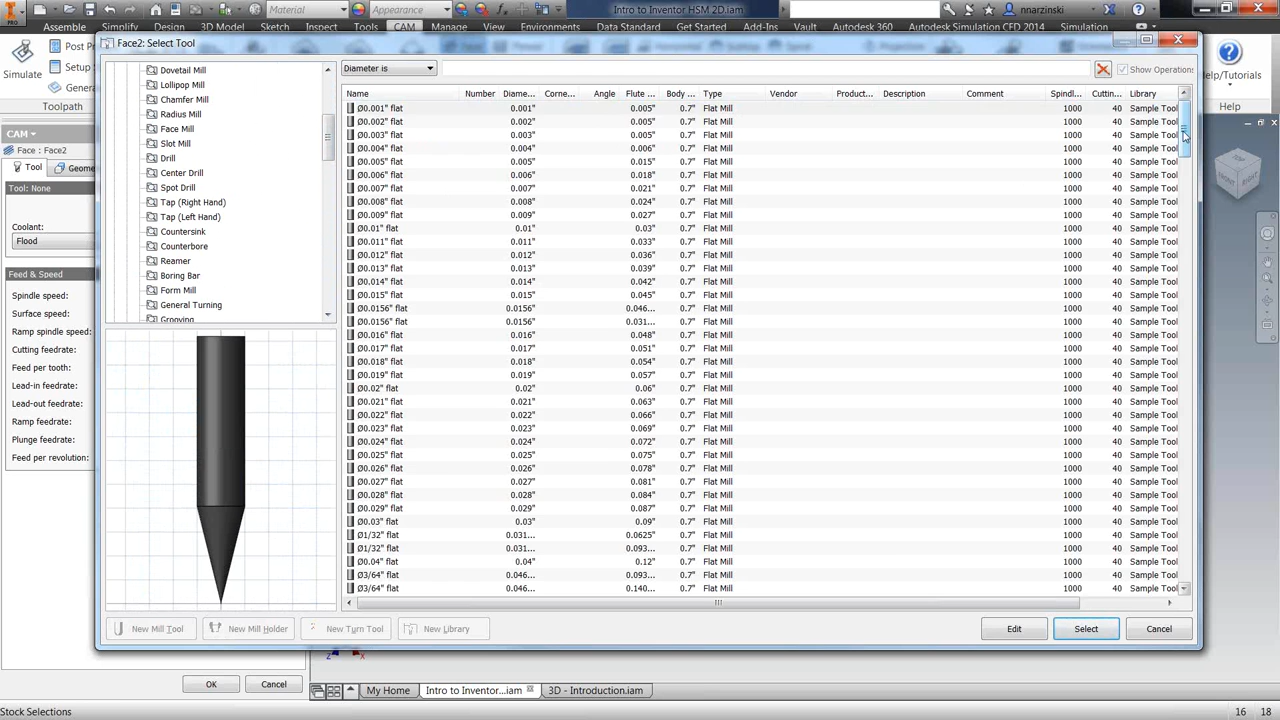 Material
Appearance
Intro to Inventor HSM 2D.iam
nnarzinski
PRO
Assemble Simplify Design 3D Model Sketch Inspect Tools CAM View Environments Get Started Add-Ins Vault Autodesk 360 Autodesk Simulation CFD 2014 Simulation
Simulate
Post Pr
Setup S
Genera
Toolpath
Help/Tutorials
Help
CAM
Face : Face2
Tool Geome
Tool: None
Coolant:
Flood
Feed & Speed
Spindle speed:
Surface speed:
Ramp spindle speed:
Cutting feedrate:
Feed per tooth:
Lead-in feedrate:
Lead-out feedrate:
Ramp feedrate:
Plunge feedrate:
Feed per revolution:
OK Cancel
Face2: Select Tool
Dovetail Mill
Lollipop Mill
Chamfer Mill
Radius Mill
Face Mill
Slot Mill
Drill
Center Drill
Spot Drill
Tap (Right Hand)
Tap (Left Hand)
Countersink
Counterbore
Reamer
Boring Bar
Form Mill
General Turning
Grooving
Diameter is
Show Operations
Name Number Diame... Corne... Angle Flute ... Body ... Type Vendor Product... Description Comment Spindl... Cuttin... Library
Ø0.001" flat 0.001" 0.005" 0.7" Flat Mill 1000 40 Sample Tool
Ø0.002" flat 0.002" 0.005" 0.7" Flat Mill 1000 40 Sample Tool
Ø0.003" flat 0.003" 0.005" 0.7" Flat Mill 1000 40 Sample Tool
Ø0.004" flat 0.004" 0.006" 0.7" Flat Mill 1000 40 Sample Tool
Ø0.005" flat 0.005" 0.015" 0.7" Flat Mill 1000 40 Sample Tool
Ø0.006" flat 0.006" 0.018" 0.7" Flat Mill 1000 40 Sample Tool
Ø0.007" flat 0.007" 0.021" 0.7" Flat Mill 1000 40 Sample Tool
Ø0.008" flat 0.008" 0.024" 0.7" Flat Mill 1000 40 Sample Tool
Ø0.009" flat 0.009" 0.027" 0.7" Flat Mill 1000 40 Sample Tool
Ø0.01" flat 0.01" 0.03" 0.7" Flat Mill 1000 40 Sample Tool
Ø0.011" flat 0.011" 0.033" 0.7" Flat Mill 1000 40 Sample Tool
Ø0.012" flat 0.012" 0.036" 0.7" Flat Mill 1000 40 Sample Tool
Ø0.013" flat 0.013" 0.039" 0.7" Flat Mill 1000 40 Sample Tool
Ø0.014" flat 0.014" 0.042" 0.7" Flat Mill 1000 40 Sample Tool
Ø0.015" flat 0.015" 0.045" 0.7" Flat Mill 1000 40 Sample Tool
Ø0.0156" flat 0.0156" 0.046... 0.7" Flat Mill 1000 40 Sample Tool
Ø0.0156" flat 0.0156" 0.031... 0.7" Flat Mill 1000 40 Sample Tool
Ø0.016" flat 0.016" 0.048" 0.7" Flat Mill 1000 40 Sample Tool
Ø0.017" flat 0.017" 0.051" 0.7" Flat Mill 1000 40 Sample Tool
Ø0.018" flat 0.018" 0.054" 0.7" Flat Mill 1000 40 Sample Tool
Ø0.019" flat 0.019" 0.057" 0.7" Flat Mill 1000 40 Sample Tool
Ø0.02" flat 0.02" 0.06" 0.7" Flat Mill 1000 40 Sample Tool
Ø0.021" flat 0.021" 0.063" 0.7" Flat Mill 1000 40 Sample Tool
Ø0.022" flat 0.022" 0.066" 0.7" Flat Mill 1000 40 Sample Tool
Ø0.023" flat 0.023" 0.069" 0.7" Flat Mill 1000 40 Sample Tool
Ø0.024" flat 0.024" 0.072" 0.7" Flat Mill 1000 40 Sample Tool
Ø0.025" flat 0.025" 0.075" 0.7" Flat Mill 1000 40 Sample Tool
Ø0.026" flat 0.026" 0.078" 0.7" Flat Mill 1000 40 Sample Tool
Ø0.027" flat 0.027" 0.081" 0.7" Flat Mill 1000 40 Sample Tool
Ø0.028" flat 0.028" 0.084" 0.7" Flat Mill 1000 40 Sample Tool
Ø0.029" flat 0.029" 0.087" 0.7" Flat Mill 1000 40 Sample Tool
Ø0.03" flat 0.03" 0.09" 0.7" Flat Mill 1000 40 Sample Tool
Ø1/32" flat 0.031... 0.0625" 0.7" Flat Mill 1000 40 Sample Tool
Ø1/32" flat 0.031... 0.093... 0.7" Flat Mill 1000 40 Sample Tool
Ø0.04" flat 0.04" 0.12" 0.7" Flat Mill 1000 40 Sample Tool
Ø3/64" flat 0.046... 0.093... 0.7" Flat Mill 1000 40 Sample Tool
Ø3/64" flat 0.046... 0.140... 0.7" Flat Mill 1000 40 Sample Tool
New Mill Tool New Mill Holder New Turn Tool New Library Edit Select Cancel
Z X
My Home Intro to Inventor...iam 3D - Introduction.iam
Stock Selections 16 18